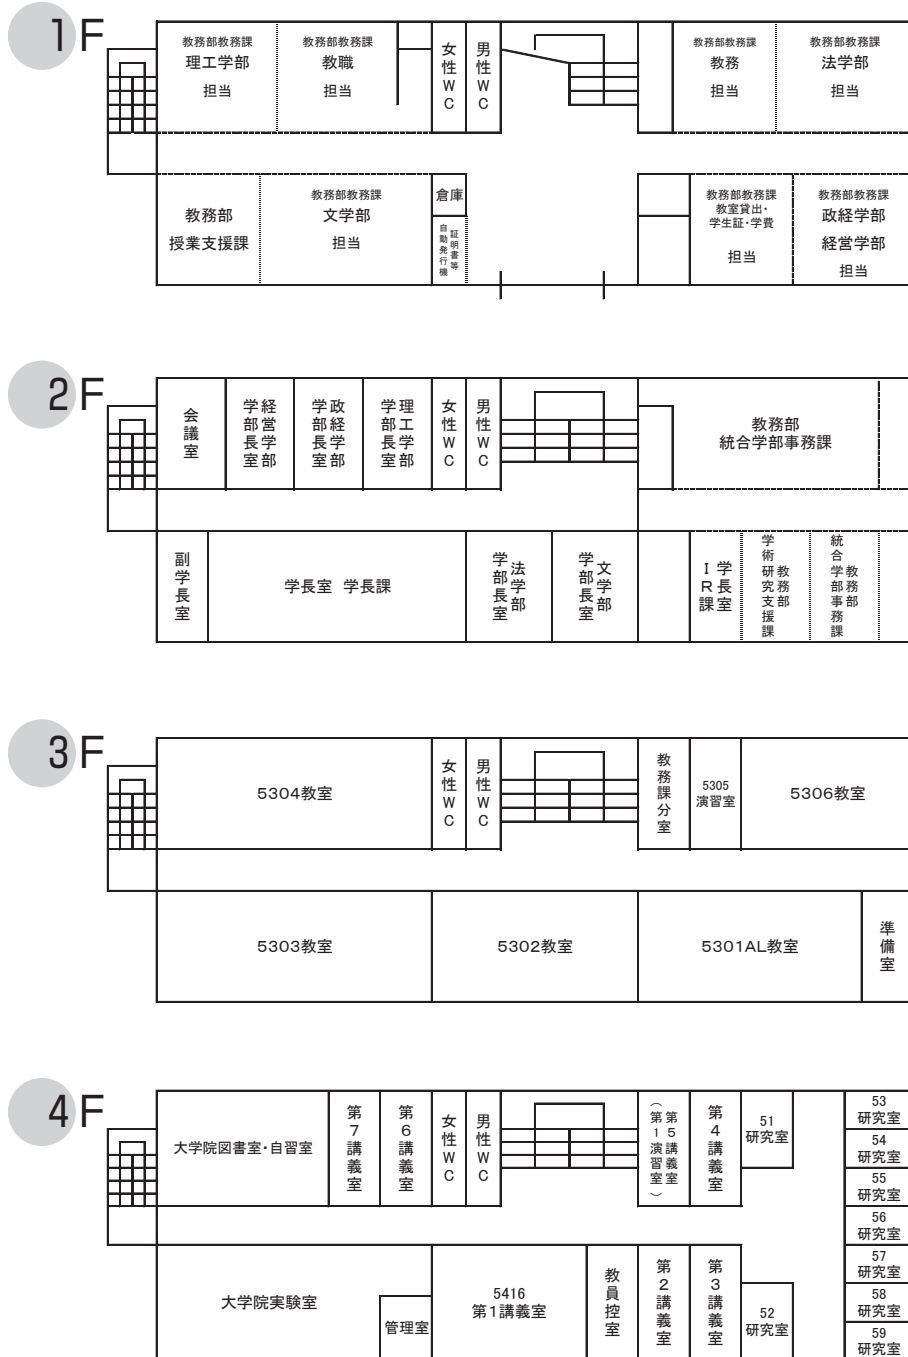 1F
教務部教務課
理工学部
担当
教務部教務課
教職
担当
女性WC
男性WC
教務部教務課
教務
担当
教務部教務課
法学部
担当
教務部
授業支援課
教務部教務課
文学部
担当
倉庫
証明書等
自動発行機
教務部教務課
教室貸出・
学生証・学費
担当
教務部教務課
政経学部
経営学部
担当
2F
会議室
経営学部
学部長室
政経学部
学部長室
理工学部
学部長室
女性WC
男性WC
教務部
統合学部事務課
副学長室
学長室 学長課
法学部
学部長室
文学部
学部長室
学長室
IR課
教務部
学術研究支援課
教務部
統合学部事務課
3F
5304教室
女性WC
男性WC
教務課分室
5305
演習室
5306教室
5303教室
5302教室
5301AL教室
準備室
4F
大学院図書室・自習室
第7講義室
第6講義室
女性WC
男性WC
第5講義室
（第1演習室）
第4講義室
51
研究室
53
研究室
54
研究室
55
研究室
56
研究室
57
研究室
58
研究室
59
研究室
大学院実験室
管理室
5416
第1講義室
教員控室
第2講義室
第3講義室
52
研究室